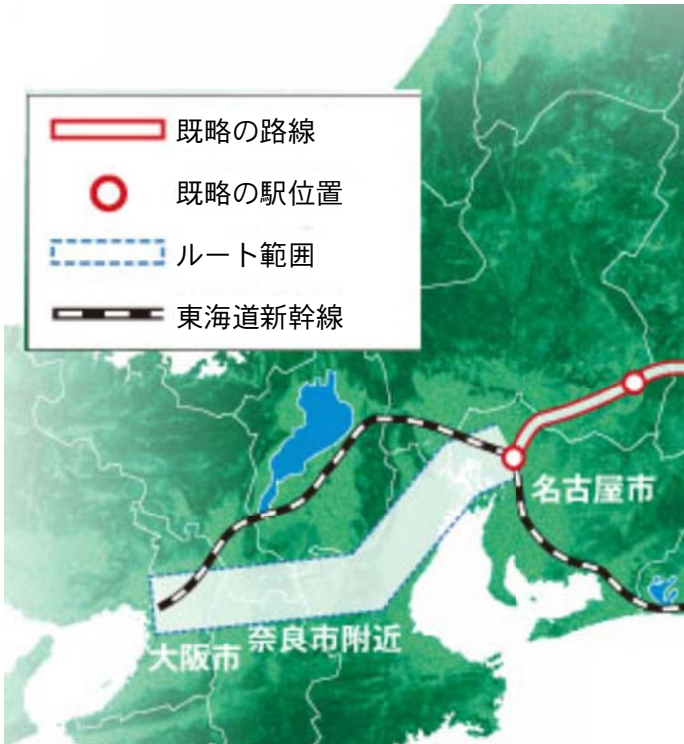 既略の路線
既略の駅位置
ルート範囲
東海道新幹線
名古屋市
奈良市附近
大阪市